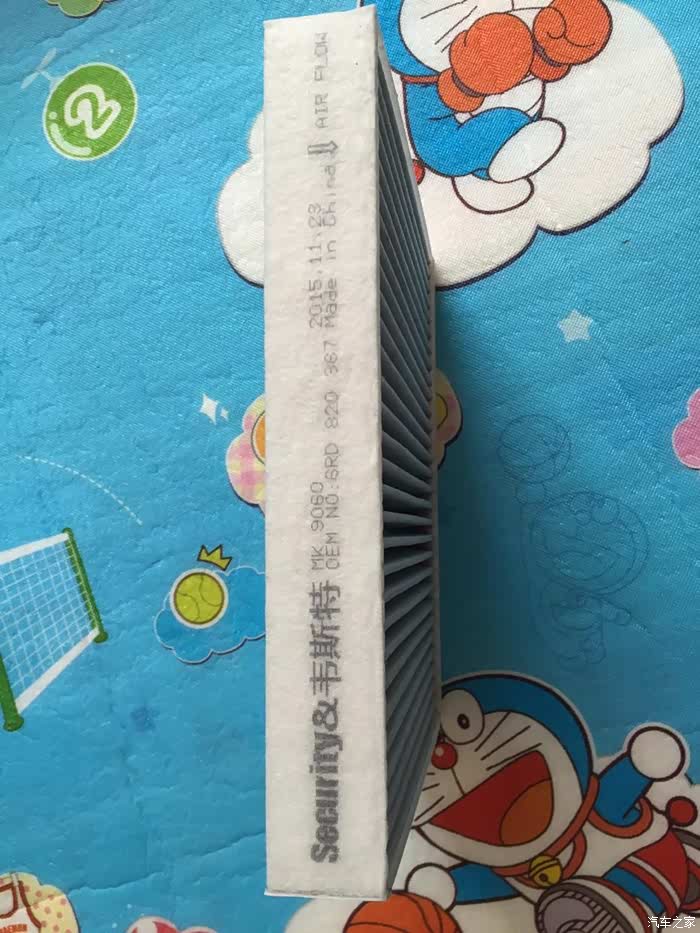 Security&韦斯特
MK 9060
2015.11.23
OEM NO:6RD 820 367 Made in China ⇓ AIR FLOW
汽车之家